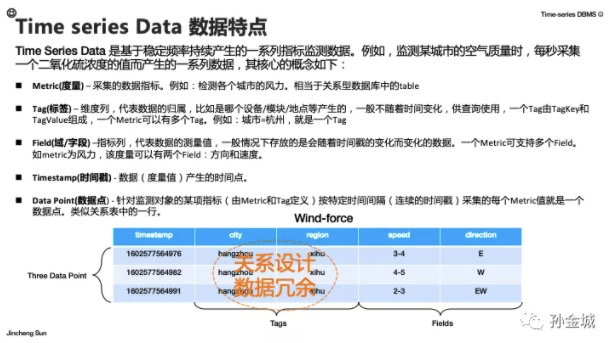 Time series Data 数据特点
Time-series DBMS
Time Series Data 是基于稳定频率持续产生的一系列指标监测数据。例如，监测某城市的空气质量时，每秒采集
一个二氧化硫浓度的值而产生的一系列数据，其核心的概念如下：
Metric(度量) – 采集的数据指标。例如：检测各个城市的风力。相当于关系型数据库中的table
Tag(标签) – 维度列，代表数据的归属，比如是哪个设备/模块/地点等产生的，一般不随着时间变化，供查询使用，一个Tag由TagKey和
TagValue组成，一个Metric可以有多个Tag。例如：城市=杭州，就是一个Tag
Field(域/字段) –指标列，代表数据的测量值，一般情况下存放的是会随着时间戳的变化而变化的数据。一个Metric可支持多个Field。
如metric为风力，该度量可以有两个Field：方向和速度。
Timestamp(时间戳) - 数据（度量值）产生的时间点。
Data Point(数据点) - 针对监测对象的某项指标（由Metric和Tag定义）按特定时间间隔（连续的时间戳）采集的每个Metric值就是一个
数据点。类似关系表中的一行。
Wind-force
timestamp city region speed direction
1602577564976 hangzhou xihu 3-4 E
1602577564982 hangzhou xihu 4-5 W
1602577564991 hangzhou xihu 2-3 EW
Three Data Point
关系设计
数据冗余
Tags
Fields
孙金城
Jincheng Sun